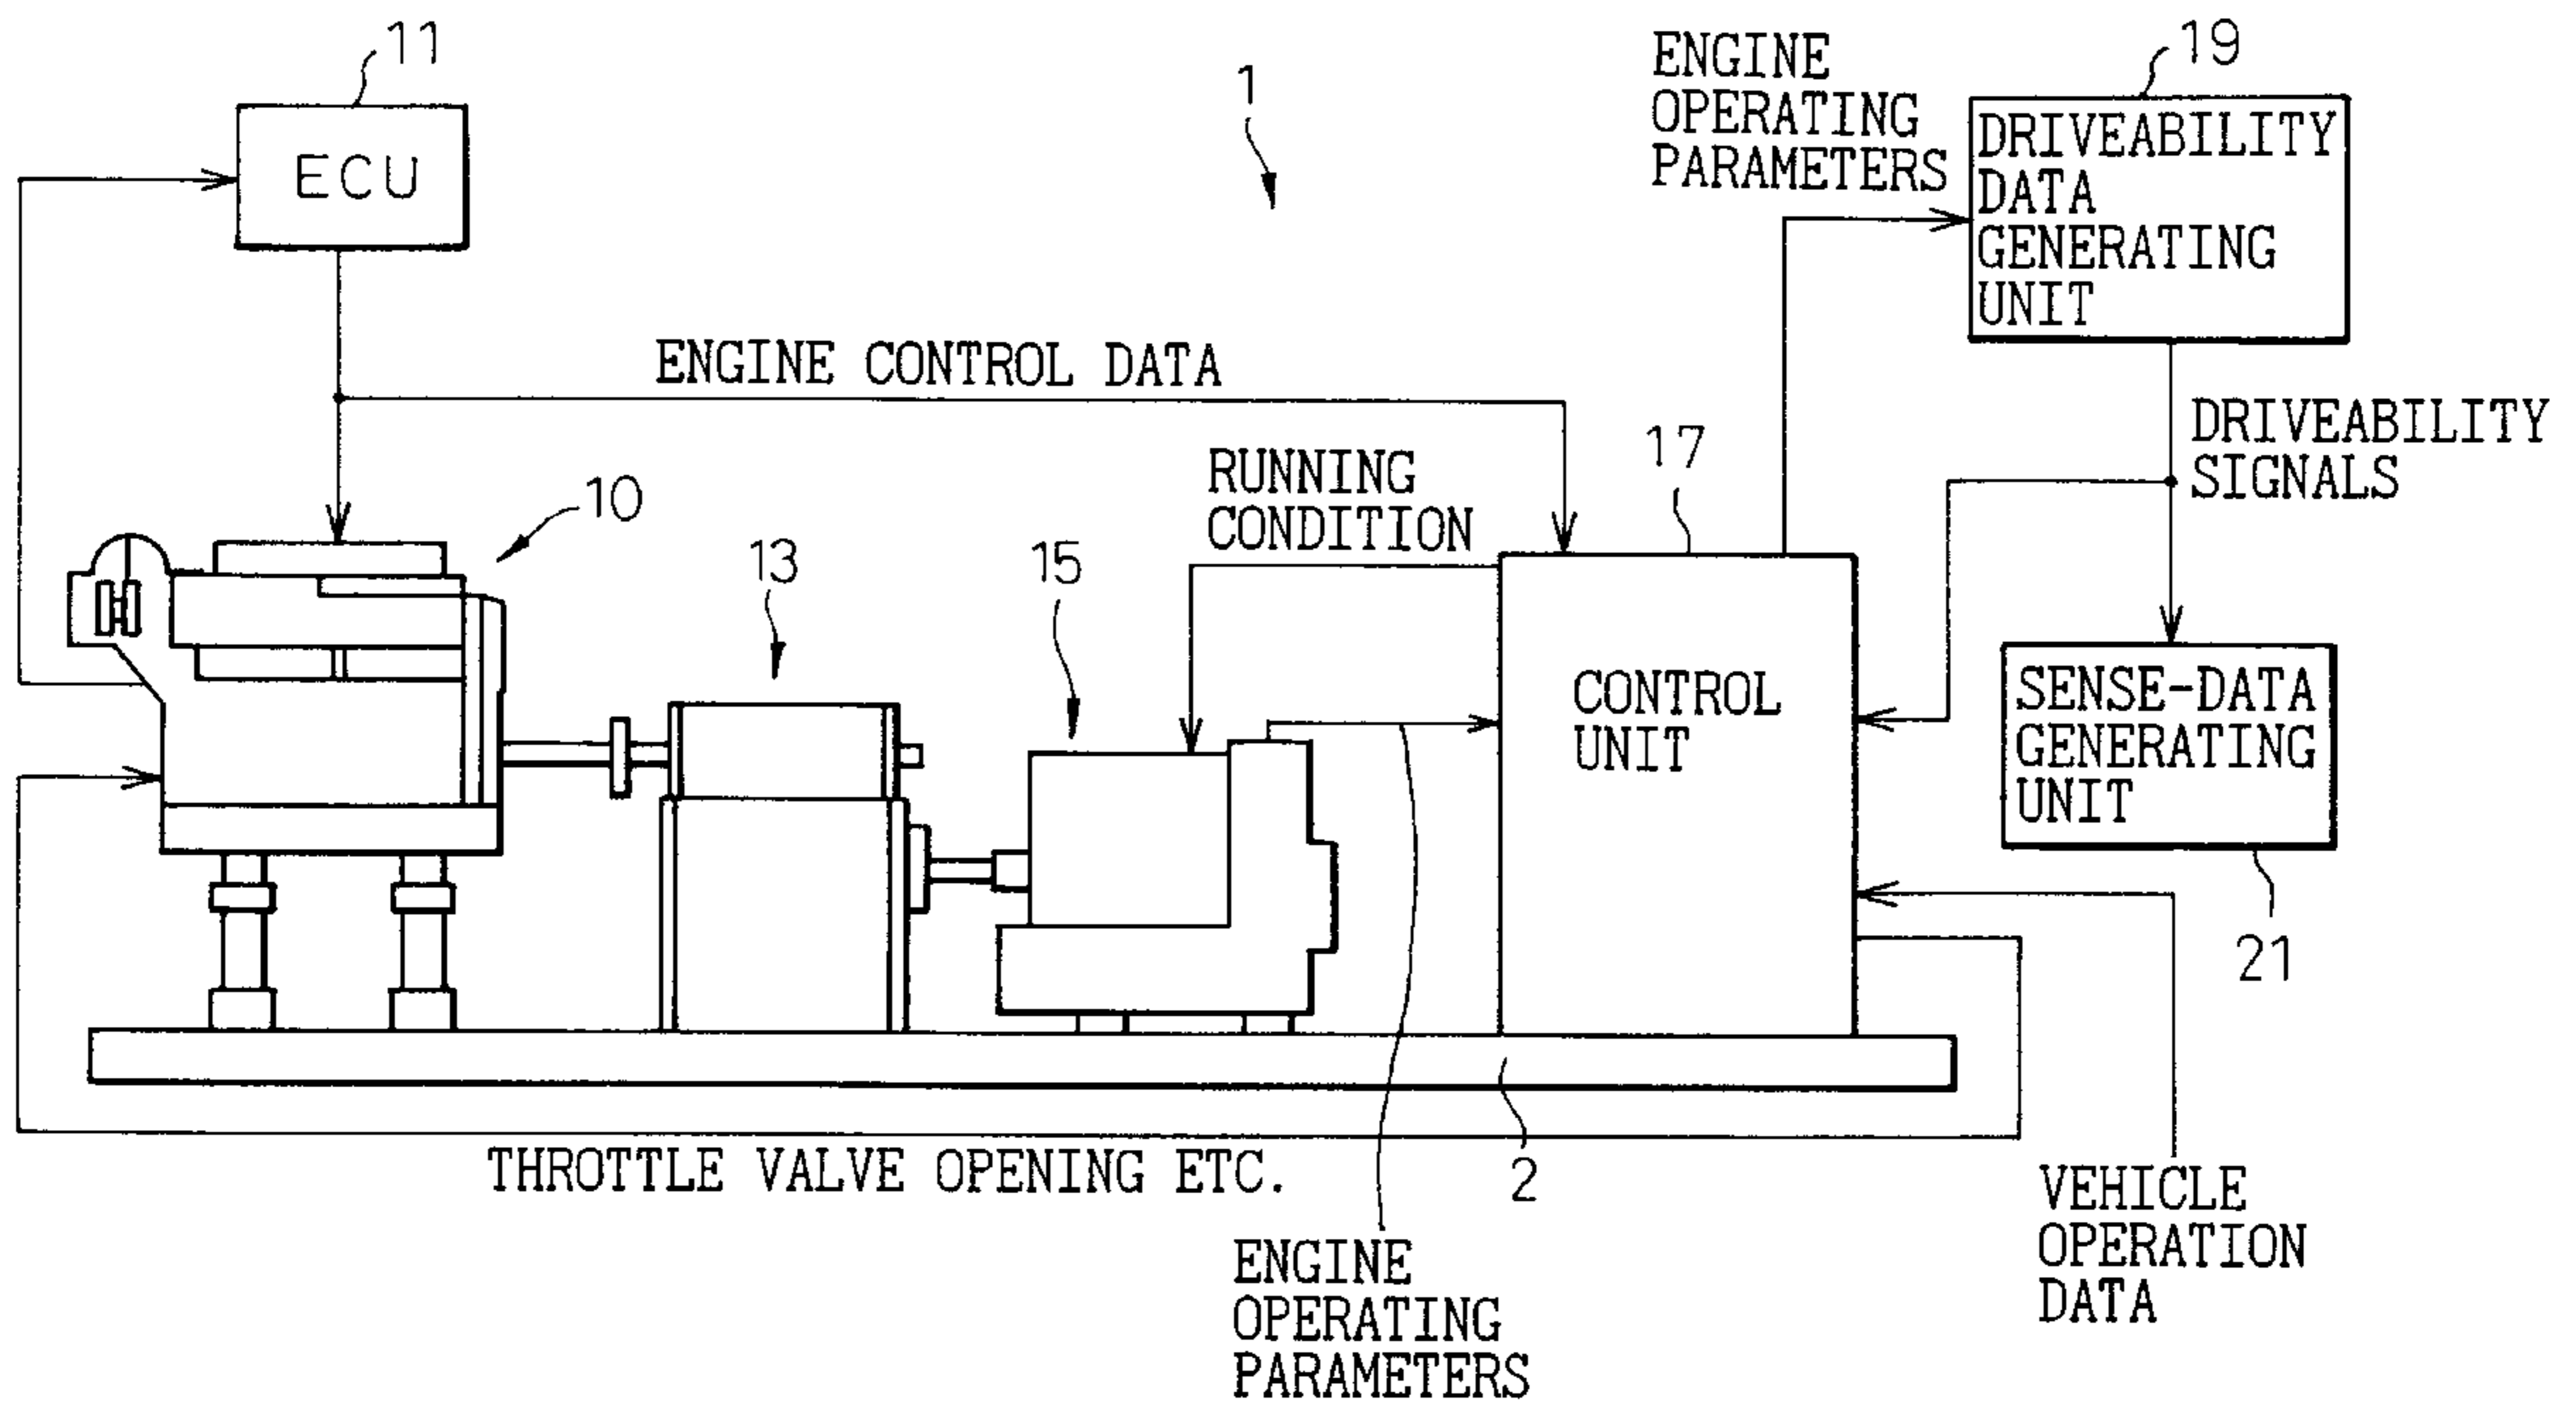 11
ECU
1
ENGINE
OPERATING
PARAMETERS
19
DRIVEABILITY
DATA
GENERATING
UNIT
ENGINE CONTROL DATA
DRIVEABILITY
SIGNALS
10
13
15
RUNNING
CONDITION
17
CONTROL
UNIT
SENSE-DATA
GENERATING
UNIT
21
THROTTLE VALVE OPENING ETC.
2
ENGINE
OPERATING
PARAMETERS
VEHICLE
OPERATION
DATA